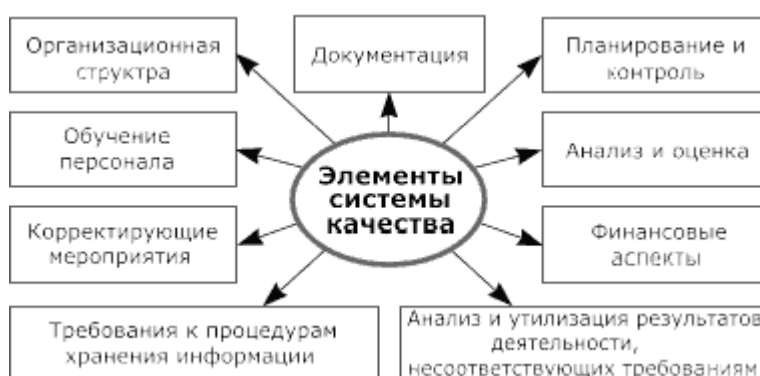 Организационная
структра
Документация
Планирование и
контроль
Обучение
персонала
Элементы
системы
качества
Анализ и оценка
Корректирующие
мероприятия
Финансовые
аспекты
Требования к процедурам
хранения информации
Анализ и утилизация результатов
деятельности,
несоответствующих требованиям